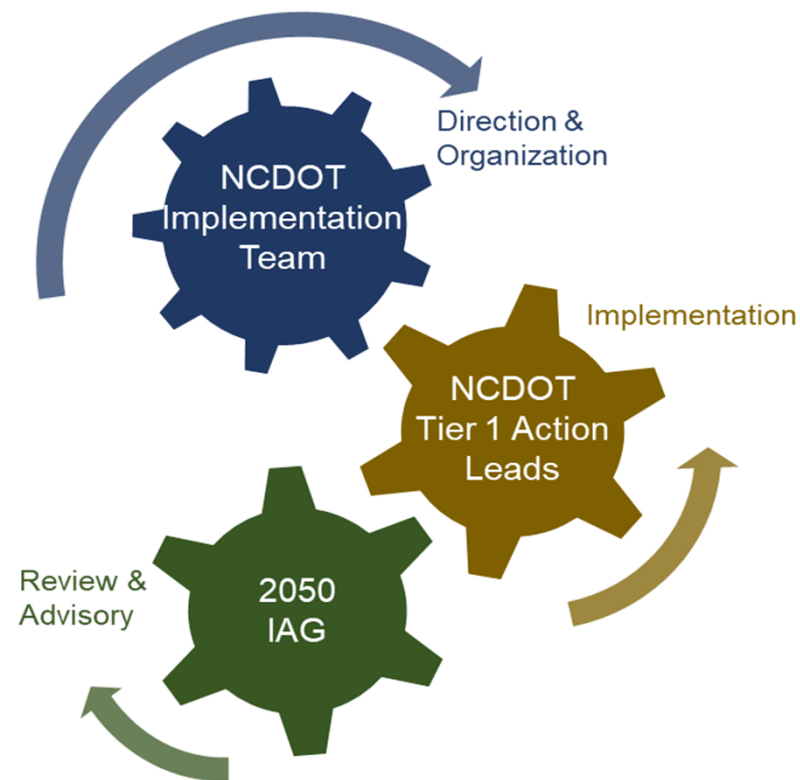 Direction &
Organization
NCDOT
Implementation
Team
Implementation
NCDOT
Tier 1 Action
Leads
Review &
Advisory
2050
IAG